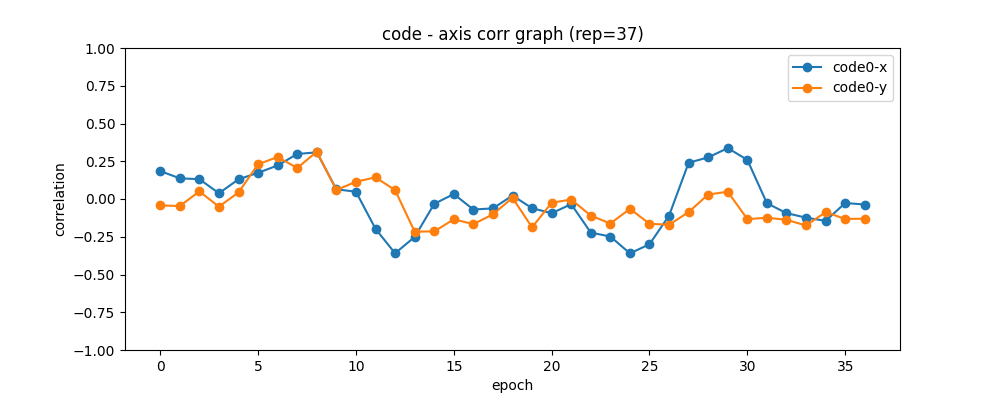 code - axis corr graph (rep=37)
1.00
0.75
0.50
0.25
0.00
−0.25
−0.50
−0.75
−1.00
correlation
0 5 10 15 20 25 30 35
epoch
code0-x
code0-y